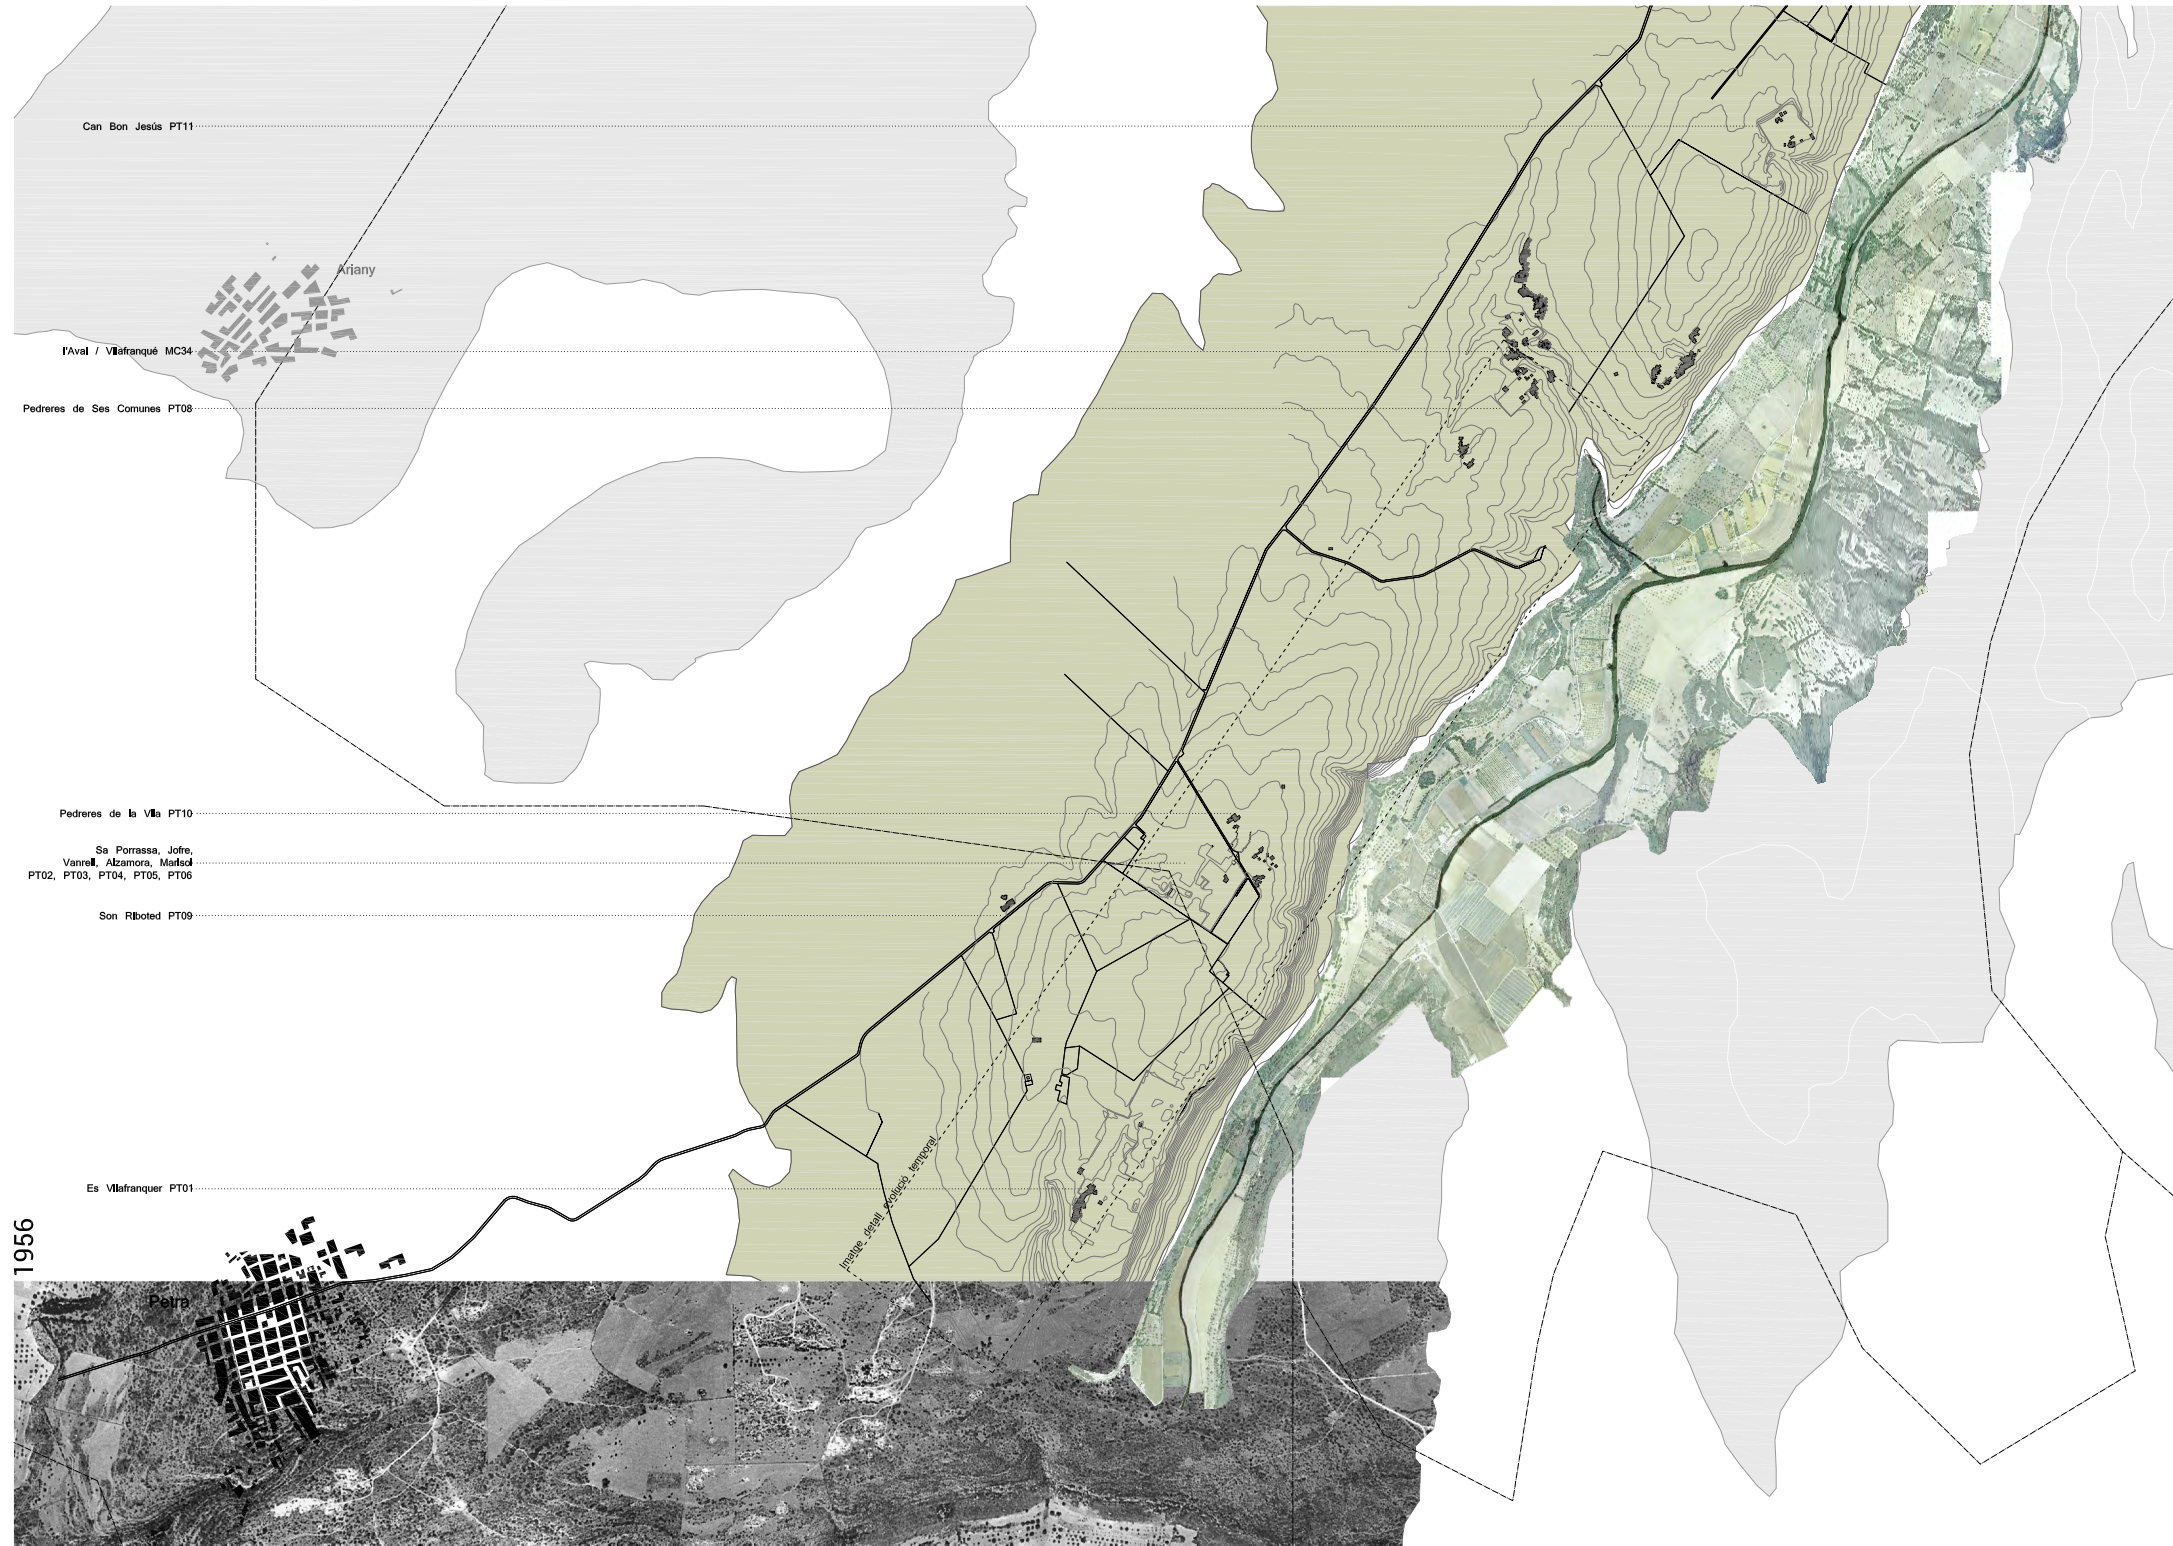 Can Bon Jesús PT11
Ariany
l'Aval / Vilafranqué MC34
Pedreres de Ses Comunes PT08
Pedreres de la Vila PT10
Sa Porrassa, Jofre,
Vanrell, Alzamora, Marisol
PT02, PT03, PT04, PT05, PT06
Son Riboted PT09
Imatge detall evolució temporal
Es Vilafranquer PT01
1956
Petra